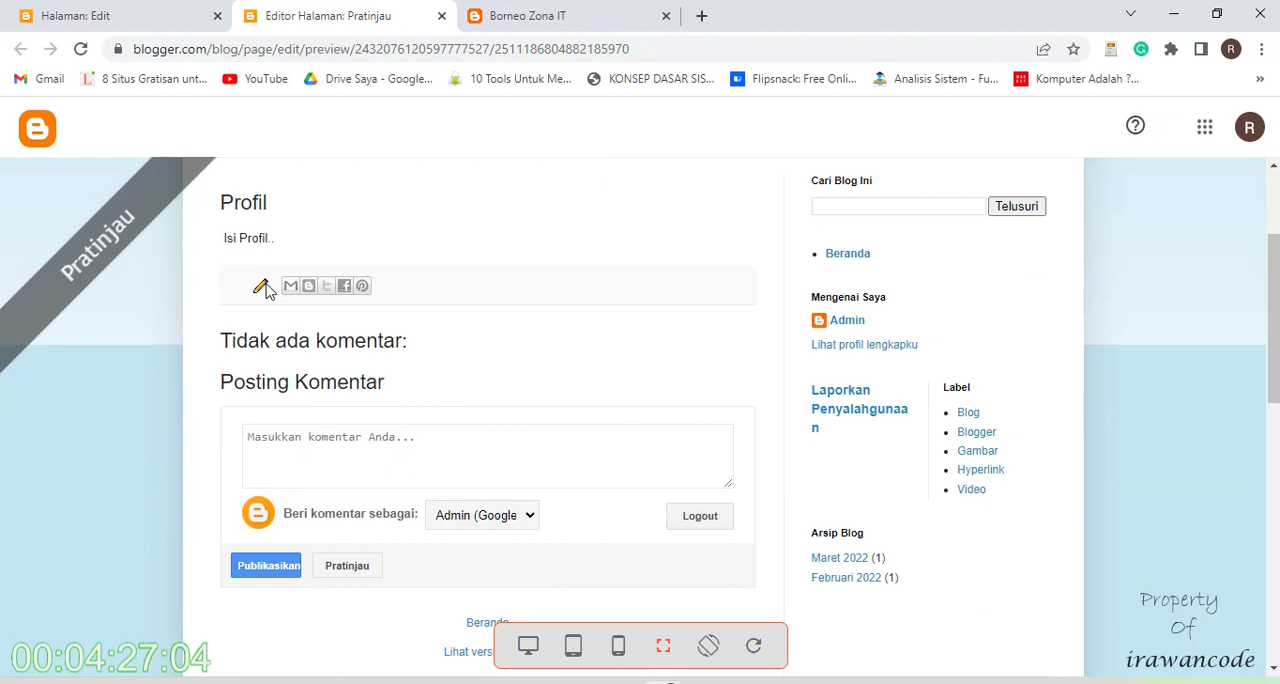 Halaman: Edit
Editor Halaman: Pratinjau
Borneo Zona IT
blogger.com/blog/page/edit/preview/2432076120597777527/2511186804882185970
R
Gmail
8 Situs Gratisan unt...
YouTube
Drive Saya - Google...
10 Tools Untuk Me...
KONSEP DASAR SIS...
Flipsnack: Free Onli...
Analisis Sistem - Fu...
Komputer Adalah ?...
»
R
Pratinjau
Profil
Isi Profil..
Tidak ada komentar:
Posting Komentar
Masukkan komentar Anda...
Beri komentar sebagai:
Admin (Google
Logout
Publikasikan
Pratinjau
Beranda
Lihat vers
Cari Blog Ini
Telusuri
Beranda
Mengenai Saya
Admin
Lihat profil lengkapku
Laporkan
Penyalahgunaa
n
Label
Blog
Blogger
Gambar
Hyperlink
Video
Arsip Blog
Maret 2022 (1)
Februari 2022 (1)
Property
Of
irawancode
00:04:27:04